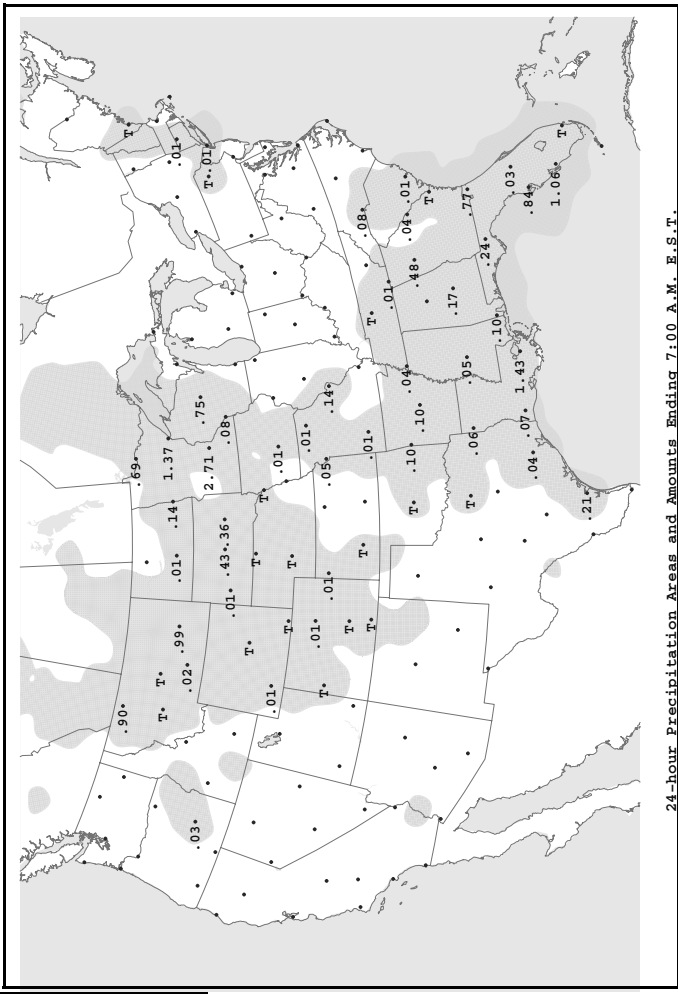 .90
T
.69
T
T
1.37
.14
.01
.01
.99
.02
.03
.75
.01
T
2.71
.43 .36
.08
.01
T
T
T
.01
.01
T
T
.01
.01
T
.05
.01
.14
T
.08
T
.01
T
T
.01
.01
.04
.04
.10
T
.48
.10
T
.17
.05
.77
T
.06
.24
.10
.03
1.43
.07
.84
.04
1.06
T
.21
24-hour Precipitation Areas and Amounts Ending 7:00 A.M. E.S.T.